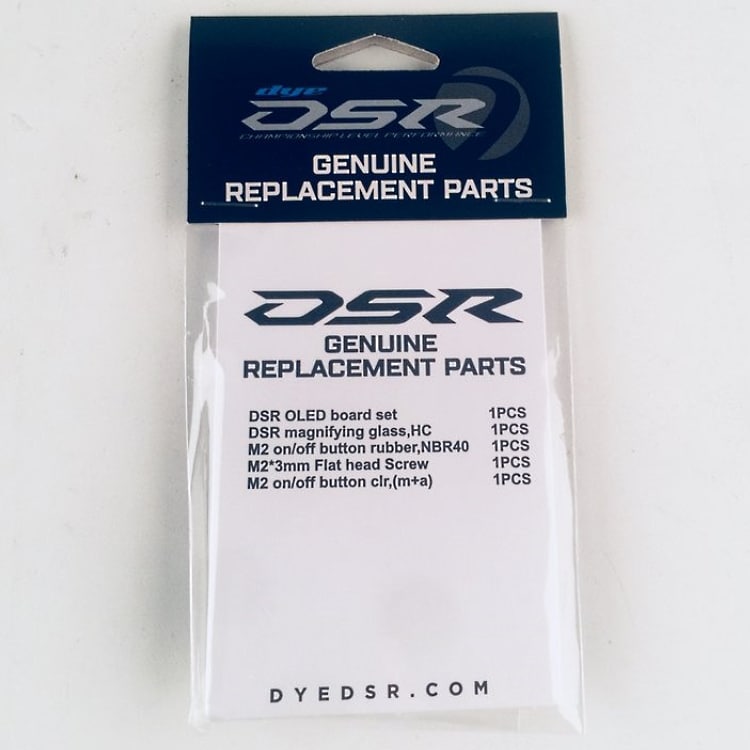 dye
DSR
CHAMPIONSHIP LEVEL PERFORMANCE
GENUINE
REPLACEMENT PARTS
DSR
GENUINE
REPLACEMENT PARTS
DSR OLED board set 1PCS
DSR magnifying glass,HC 1PCS
M2 on/off button rubber,NBR40 1PCS
M2*3mm Flat head Screw 1PCS
M2 on/off button clr,(m+a) 1PCS
DYEDSR.COM